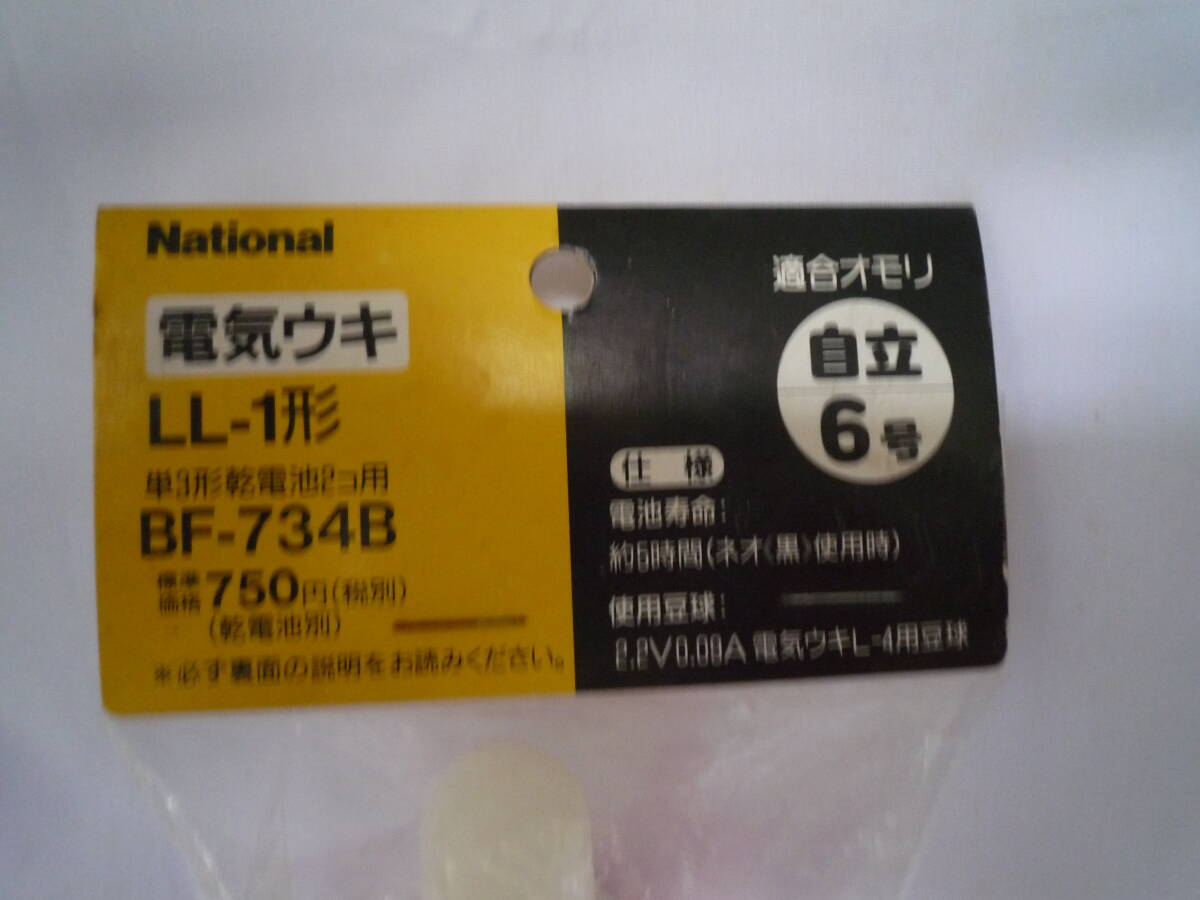 National
電気ウキ
LL-1形
単3形乾電池2コ用
BF-734B
標準価格750円(税別)
(乾電池別)
※必ず裏面の説明をお読みください。
適合オモリ
自立
6号
仕様
電池寿命:
約5時間(ネオ〈黒〉使用時)
使用豆球:
2.2V0.09A 電気ウキL-4用豆球